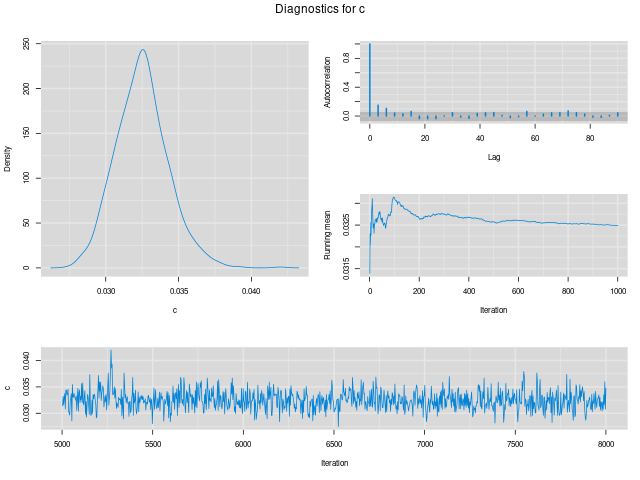 Diagnostics for c
Density
0 50 100 150 200 250
0.030 0.035 0.040
c
Autocorrelation
0.0 0.4 0.8
0 20 40 60 80
Lag
Running mean
0.0315 0.0325
0 200 400 600 800 1000
Iteration
c
0.030 0.035 0.040
5000 5500 6000 6500 7000 7500 8000
Iteration